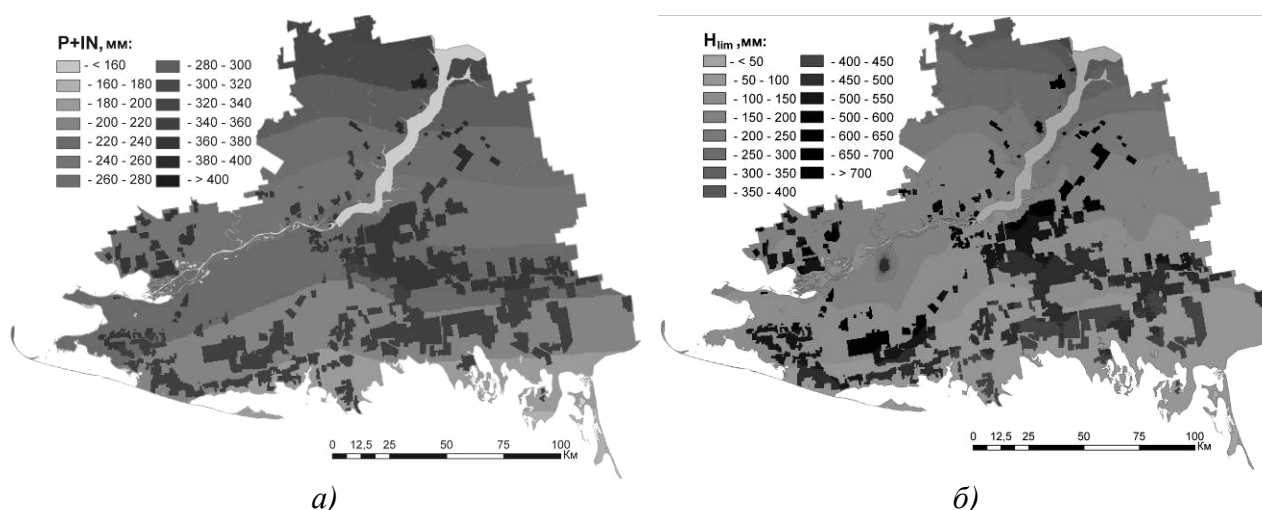 P+IN, мм:
- < 160
- 160 - 180
- 180 - 200
- 200 - 220
- 220 - 240
- 240 - 260
- 260 - 280
- 280 - 300
- 300 - 320
- 320 - 340
- 340 - 360
- 360 - 380
- 380 - 400
- > 400
0 12,5 25 50 75 100
Км
а)
Hlim ,мм:
- < 50
- 50 - 100
- 100 - 150
- 150 - 200
- 200 - 250
- 250 - 300
- 300 - 350
- 350 - 400
- 400 - 450
- 450 - 500
- 500 - 550
- 500 - 600
- 600 - 650
- 650 - 700
- > 700
0 12,5 25 50 75 100
Км
б)